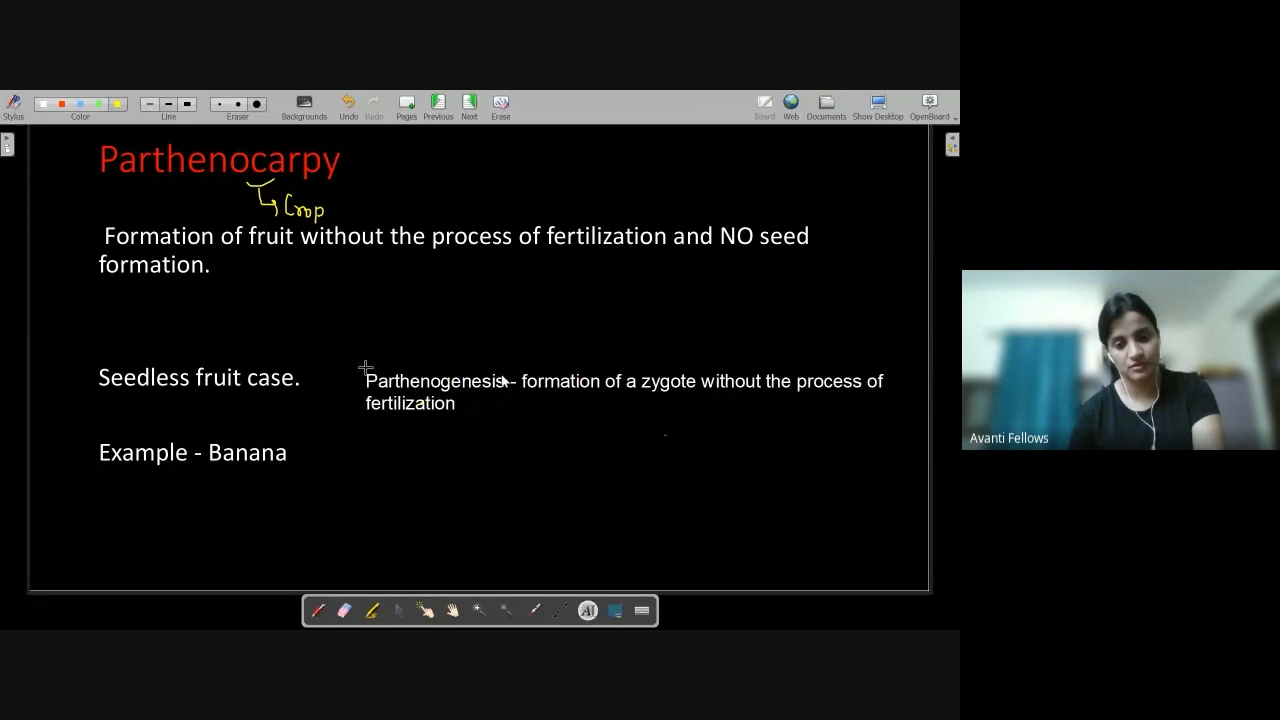 Stylus
Color
Line
Eraser
Backgrounds
Undo
Redo
Pages
Previous
Next
Erase
Board
Web
Documents
Show Desktop
OpenBoard
Parthenocarpy
Crop
Formation of fruit without the process of fertilization and NO seed
formation.
Seedless fruit case.
Parthenogenesis - formation of a zygote without the process of
fertilization
Example - Banana
AI
Avanti Fellows